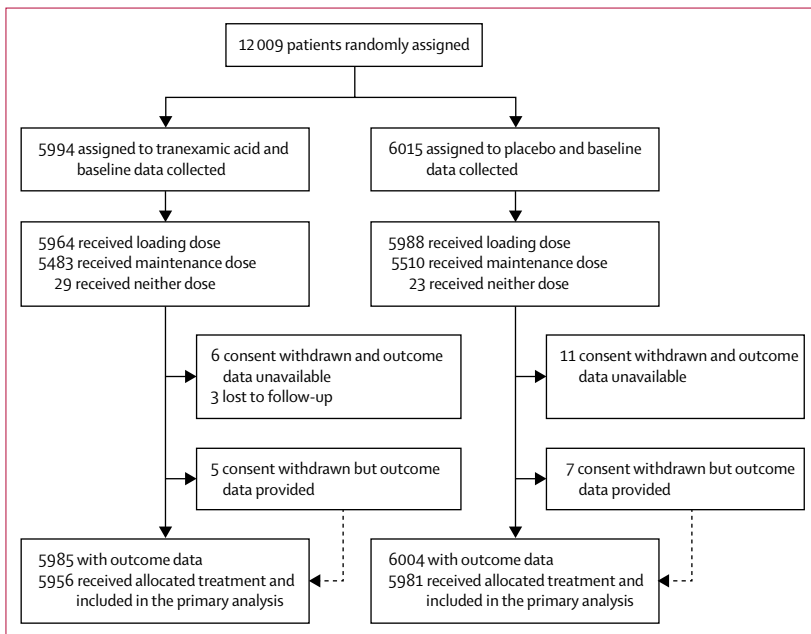 12 009 patients randomly assigned
5994 assigned to tranexamic acid and
baseline data collected
6015 assigned to placebo and baseline
data collected
5964 received loading dose
5483 received maintenance dose
29 received neither dose
5988 received loading dose
5510 received maintenance dose
23 received neither dose
6 consent withdrawn and outcome
data unavailable
3 lost to follow-up
11 consent withdrawn and outcome
data unavailable
5 consent withdrawn but outcome
data provided
7 consent withdrawn but outcome
data provided
5985 with outcome data
5956 received allocated treatment and
included in the primary analysis
6004 with outcome data
5981 received allocated treatment and
included in the primary analysis